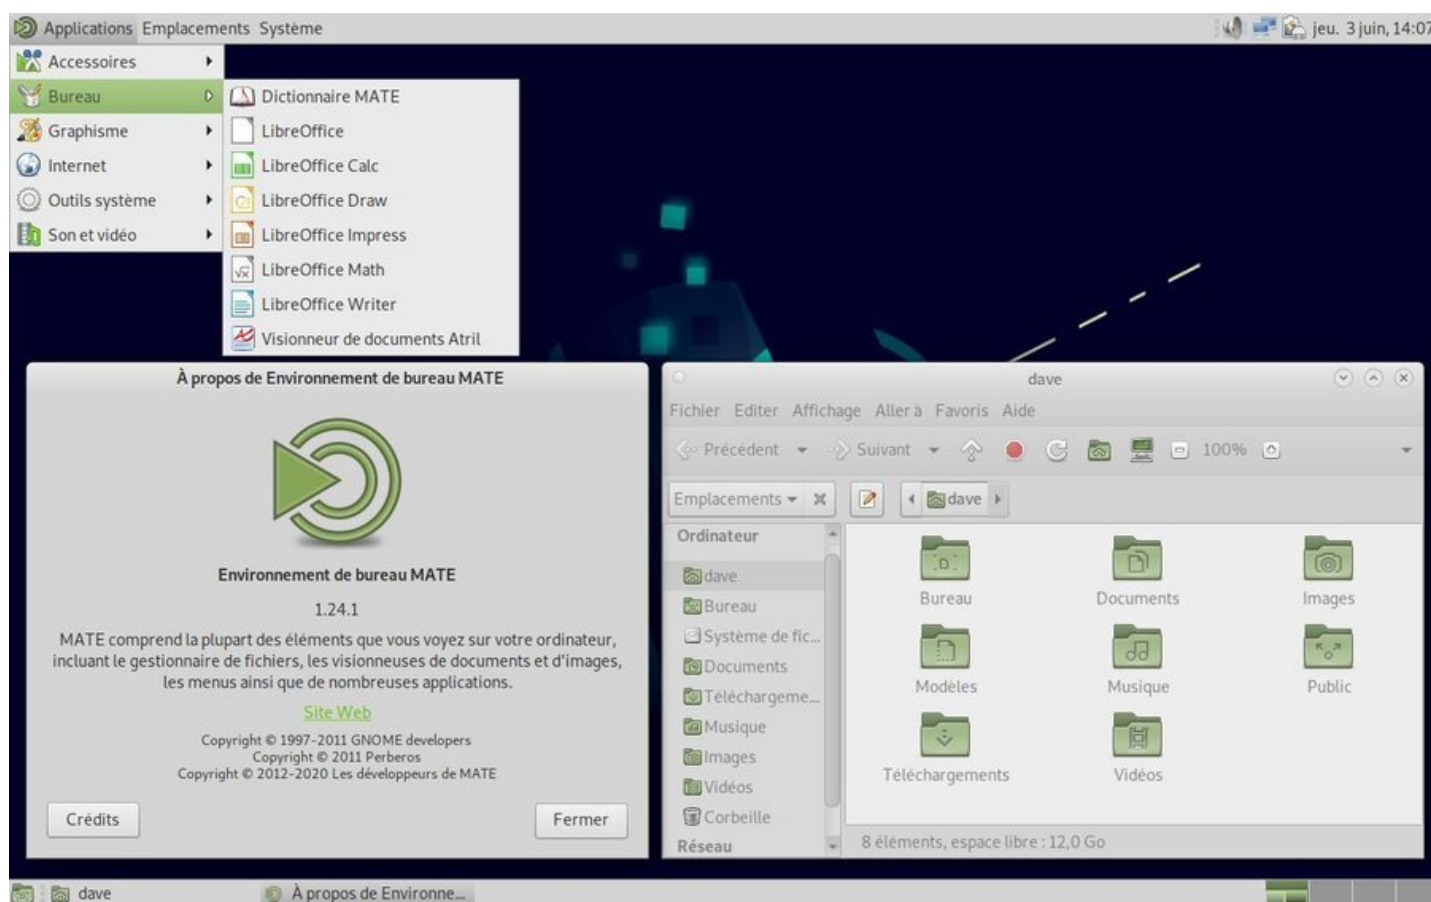 Applications Emplacements Système
jeu. 3 juin, 14:07
Accessoires
Bureau
Graphisme
Internet
Outils système
Son et vidéo
Dictionnaire MATE
LibreOffice
LibreOffice Calc
LibreOffice Draw
LibreOffice Impress
LibreOffice Math
LibreOffice Writer
Visionneur de documents Atril
À propos de Environnement de bureau MATE
Environnement de bureau MATE
1.24.1
MATE comprend la plupart des éléments que vous voyez sur votre ordinateur,
incluant le gestionnaire de fichiers, les visionneuses de documents et d'images,
les menus ainsi que de nombreuses applications.
Site Web
Copyright © 1997-2011 GNOME developers
Copyright © 2011 Perberos
Copyright © 2012-2020 Les développeurs de MATE
Crédits
Fermer
dave
Fichier Editer Affichage Aller à Favoris Aide
Précédent Suivant 100%
Emplacements dave
Ordinateur
dave
Bureau
Système de fic...
Documents
Téléchargeme...
Musique
Images
Vidéos
Corbeille
Réseau
Bureau Documents Images
Modèles Musique Public
Téléchargements Vidéos
8 éléments, espace libre : 12,0 Go
dave À propos de Environne...